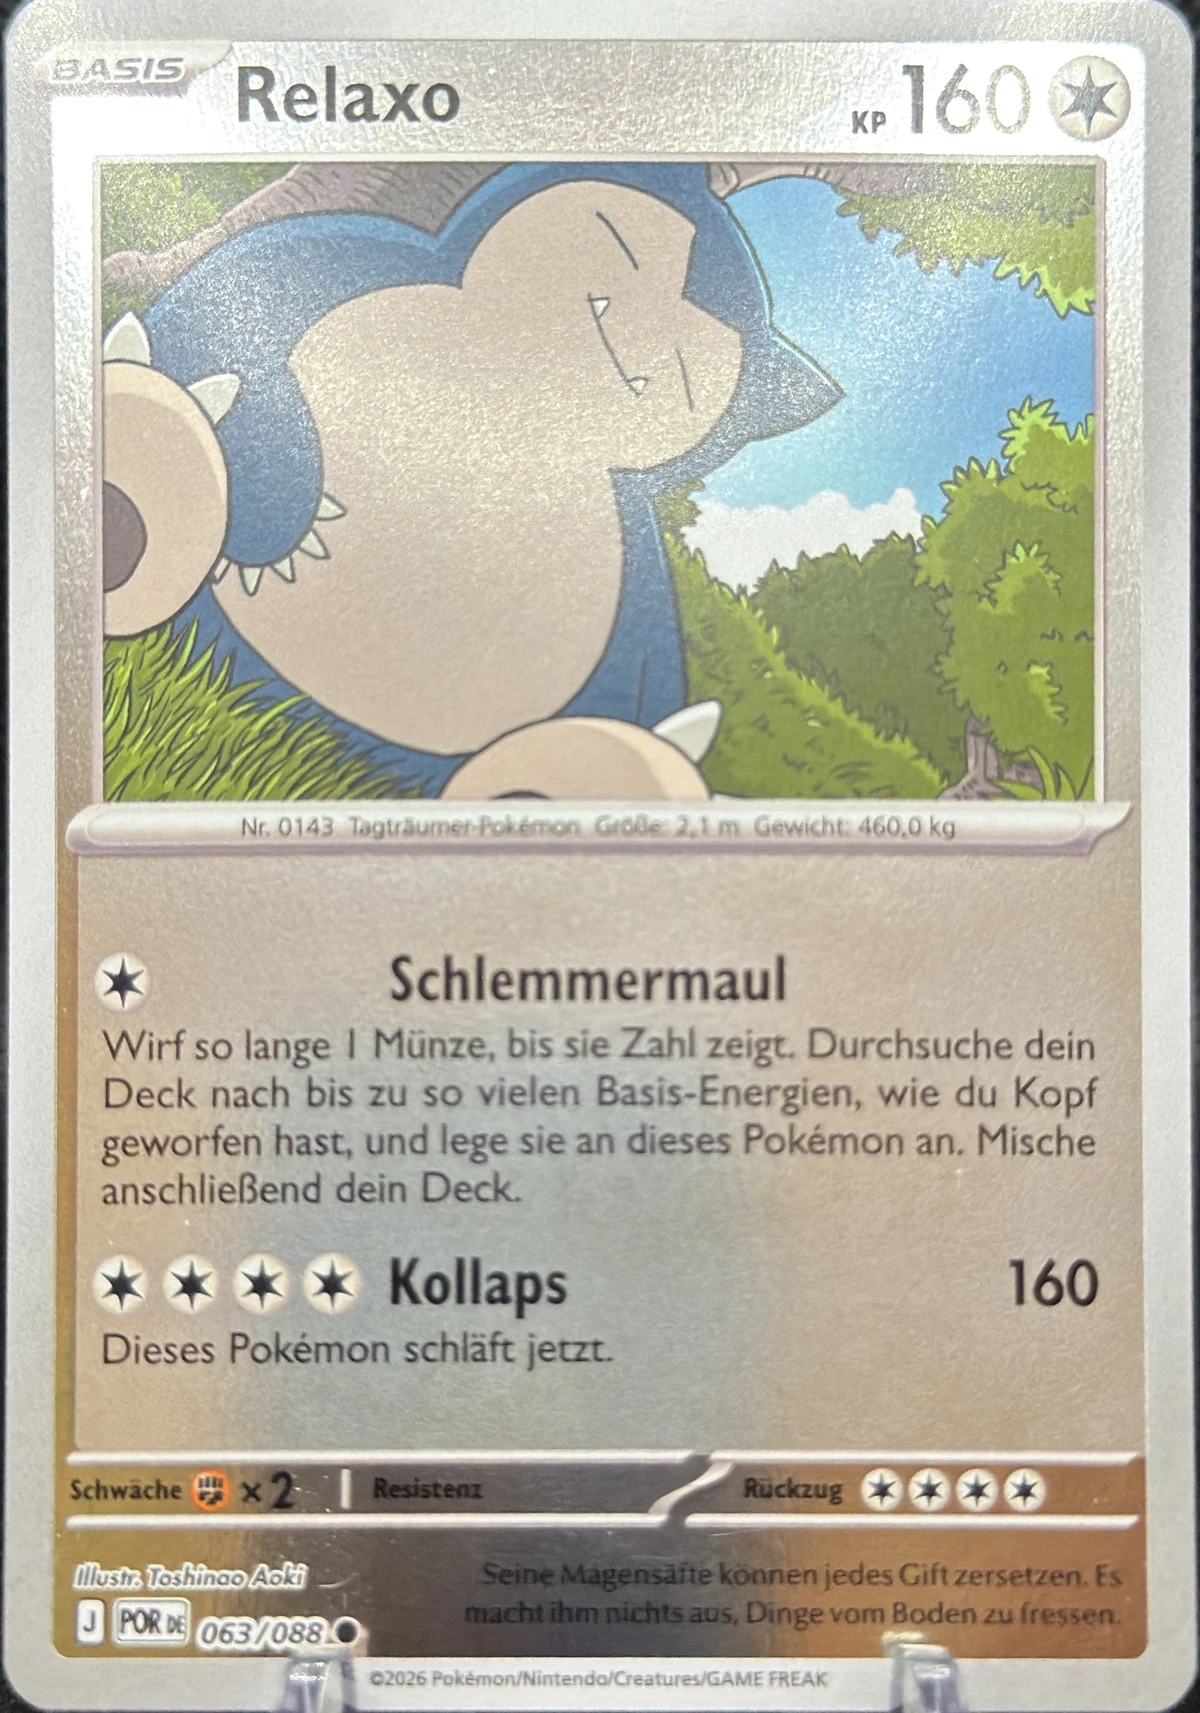 BASIS
Relaxo
KP 160
Nr. 0143 Tagträumer-Pokémon Größe: 2,1 m Gewicht: 460,0 kg
Schlemmermaul
Wirf so lange 1 Münze, bis sie Zahl zeigt. Durchsuche dein
Deck nach bis zu so vielen Basis-Energien, wie du Kopf
geworfen hast, und lege sie an dieses Pokémon an. Mische
anschließend dein Deck.
Kollaps 160
Dieses Pokémon schläft jetzt.
Schwäche ×2 Resistenz Rückzug
Illustr. Toshinao Aoki
Seine Magensäfte können jedes Gift zersetzen. Es
macht ihm nichts aus, Dinge vom Boden zu fressen.
J POR DE 063/088
©2026 Pokémon/Nintendo/Creatures/GAME FREAK